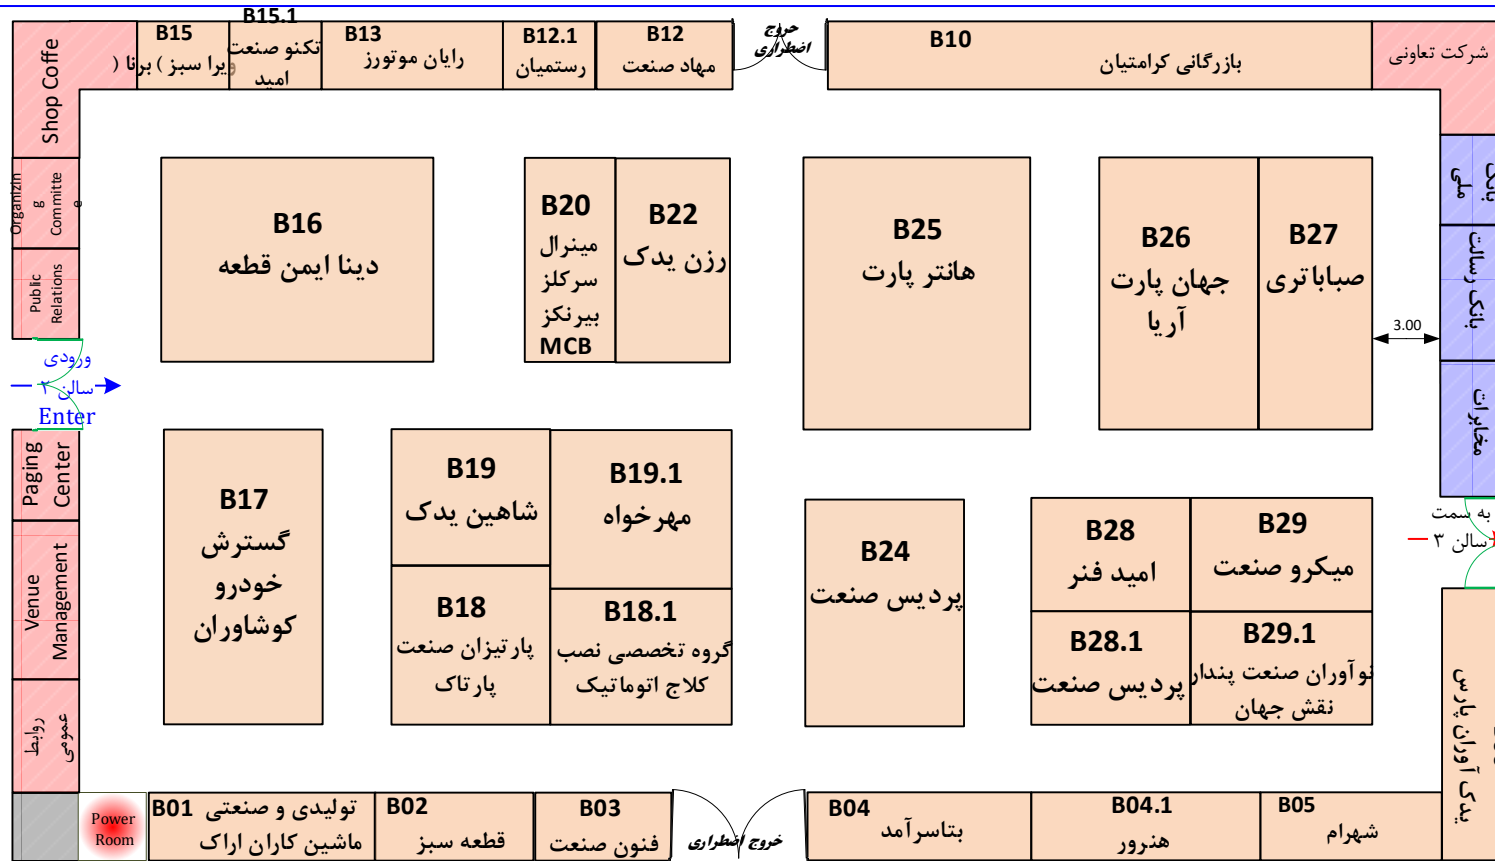 Shop Coffe
B15
ویرا سبز ) برنا (
B15.1
تکنو صنعت
امید
B13
رایان موتورز
B12.1
رستمیان
B12
مهاد صنعت
خروج
اضطراری
B10
بازرگانی کرامتیان
شرکت تعاونی
Organizin
g
Committe
e
Public
Relations
B16
دینا ایمن قطعه
B20
مینرال
سرکلز
بیرنکز
MCB
B22
رزن یدک
B25
هانتر پارت
B26
جهان پارت
آریا
B27
صباباتری
3.00
بانک
ملی
بانک رسالت
مخابرات
ورودی
سالن ۲
Enter
Paging
Center
Venue
Management
روابط
عمومی
B17
گسترش
خودرو
کوشاوران
B19
شاهین یدک
B19.1
مهرخواه
B18
پارتیزان صنعت
پارتاک
B18.1
گروه تخصصی نصب
کلاج اتوماتیک
B24
پردیس صنعت
B28
امید فنر
B29
میکرو صنعت
B28.1
پردیس صنعت
B29.1
نوآوران صنعت پندار
نقش جهان
به سمت
سالن ۳
یدک آوران پارس
Power
Room
B01
تولیدی و صنعتی
ماشین کاران اراک
B02
قطعه سبز
B03
فنون صنعت
خروج اضطراری
B04
بتاسرآمد
B04.1
هنرور
B05
شهرام